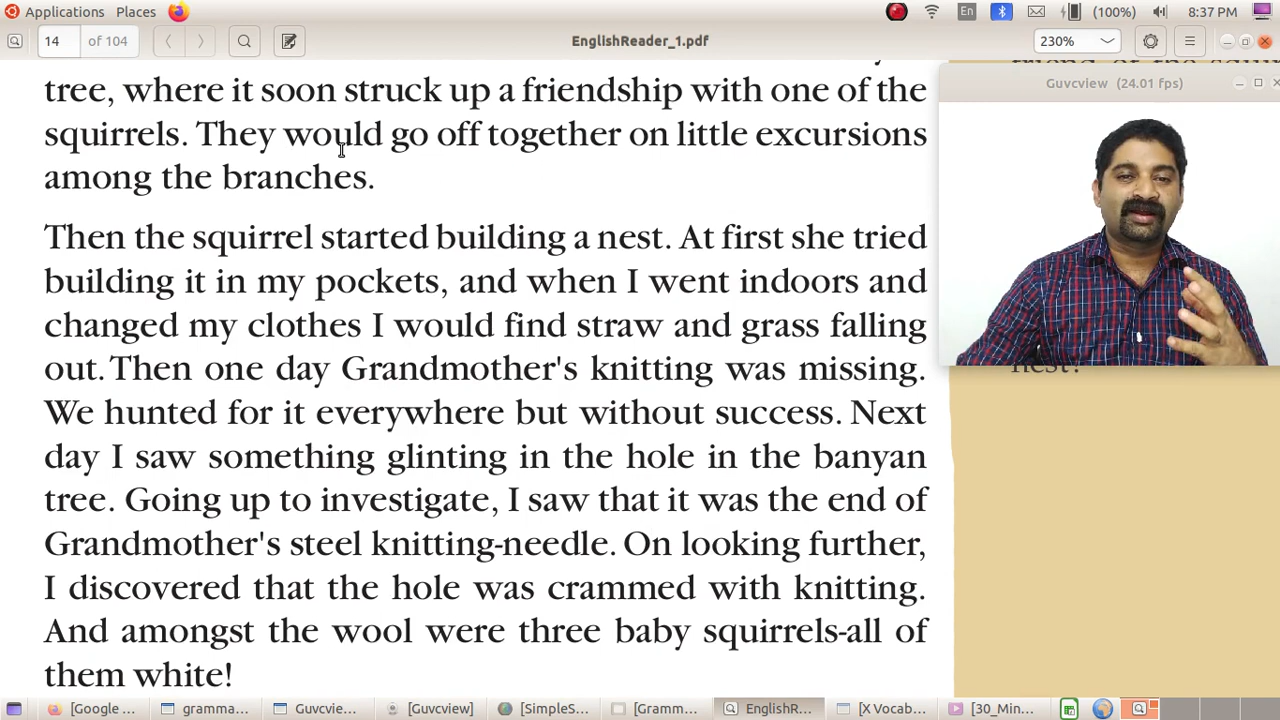 Applications Places En (100%) 8:37 PM
14 of 104 EnglishReader_1.pdf 230%
Guvcview (24.01 fps)
tree, where it soon struck up a friendship with one of the
squirrels. They would go off together on little excursions
among the branches.
Then the squirrel started building a nest. At first she tried
building it in my pockets, and when I went indoors and
changed my clothes I would find straw and grass falling
out. Then one day Grandmother's knitting was missing.
We hunted for it everywhere but without success. Next
day I saw something glinting in the hole in the banyan
tree. Going up to investigate, I saw that it was the end of
Grandmother's steel knitting-needle. On looking further,
I discovered that the hole was crammed with knitting.
And amongst the wool were three baby squirrels-all of
them white!
[Google ... gramma... Guvcvie... [Guvcview] [SimpleS... [Gramm... EnglishR... [X Vocab... [30_Min...